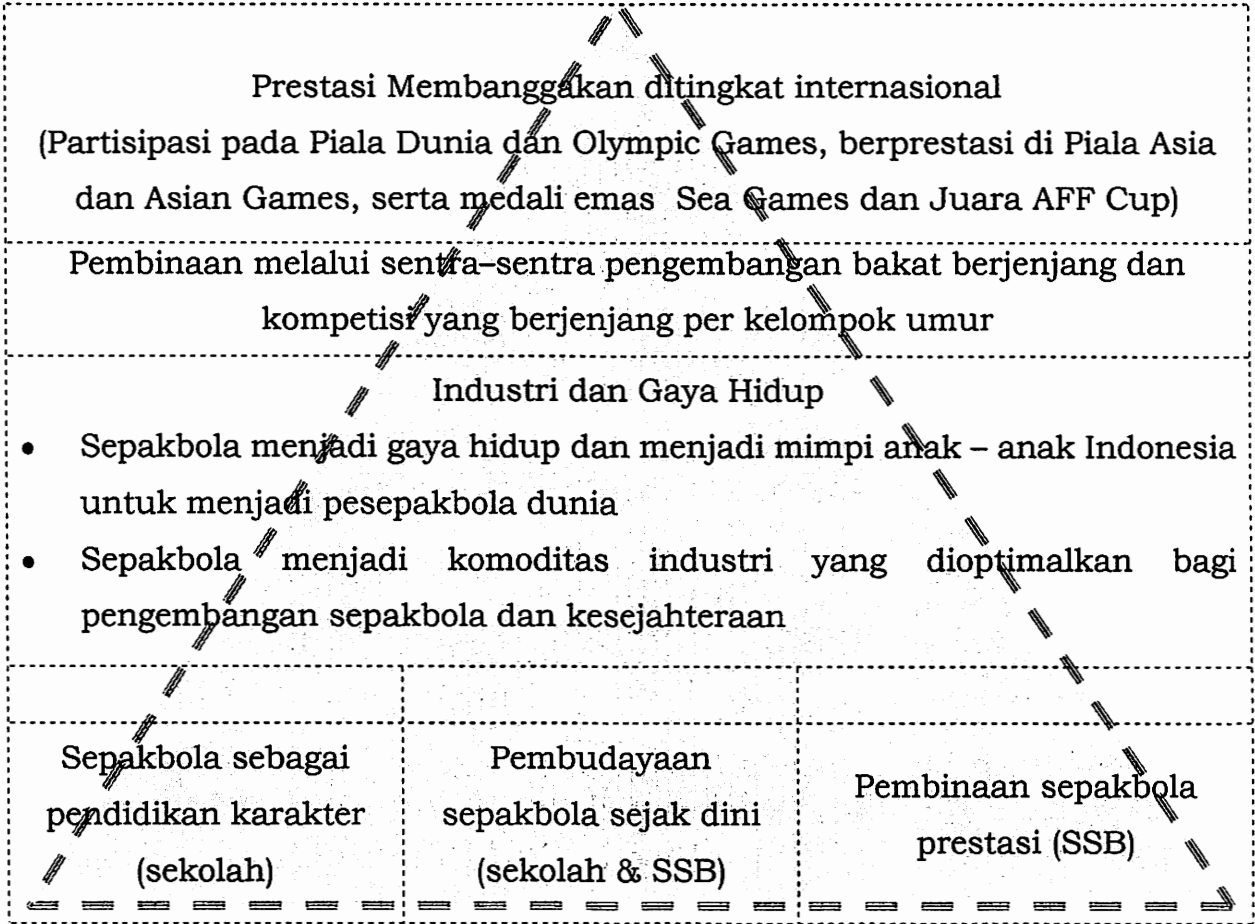 Prestasi Membanggakan ditingkat internasional
(Partisipasi pada Piala Dunia dan Olympic Games, berprestasi di Piala Asia
dan Asian Games, serta medali emas Sea Games dan Juara AFF Cup)
Pembinaan melalui sentra–sentra pengembangan bakat berjenjang dan
kompetisi yang berjenjang per kelompok umur
Industri dan Gaya Hidup
• Sepakbola menjadi gaya hidup dan menjadi mimpi anak – anak Indonesia
untuk menjadi pesepakbola dunia
• Sepakbola menjadi komoditas industri yang dioptimalkan bagi
pengembangan sepakbola dan kesejahteraan
Sepakbola sebagai
pendidikan karakter
(sekolah)
Pembudayaan
sepakbola sejak dini
(sekolah & SSB)
Pembinaan sepakbola
prestasi (SSB)